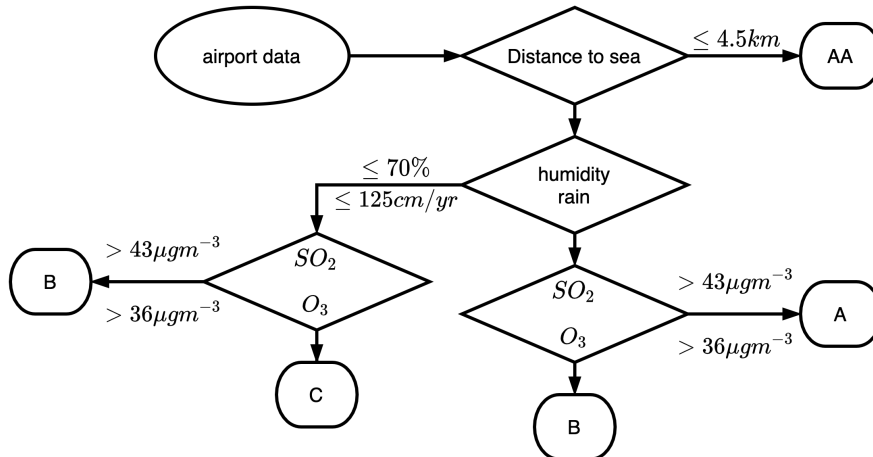 airport data
Distance to sea
≤ 4.5km
AA
≤ 70%
≤ 125cm/yr
humidity
rain
> 43μgm⁻³
> 36μgm⁻³
B
SO₂
O₃
SO₂
O₃
> 43μgm⁻³
> 36μgm⁻³
A
C
B